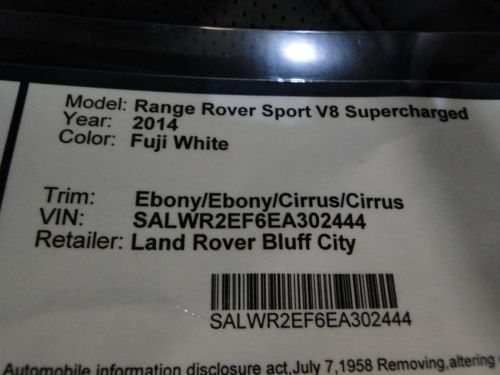 Model: Range Rover Sport V8 Supercharged
Year: 2014
Color: Fuji White
Trim: Ebony/Ebony/Cirrus/Cirrus
VIN: SALWR2EF6EA302444
Retailer: Land Rover Bluff City
SALWR2EF6EA302444
Automobile information disclosure act,July 7,1958 Removing,altering